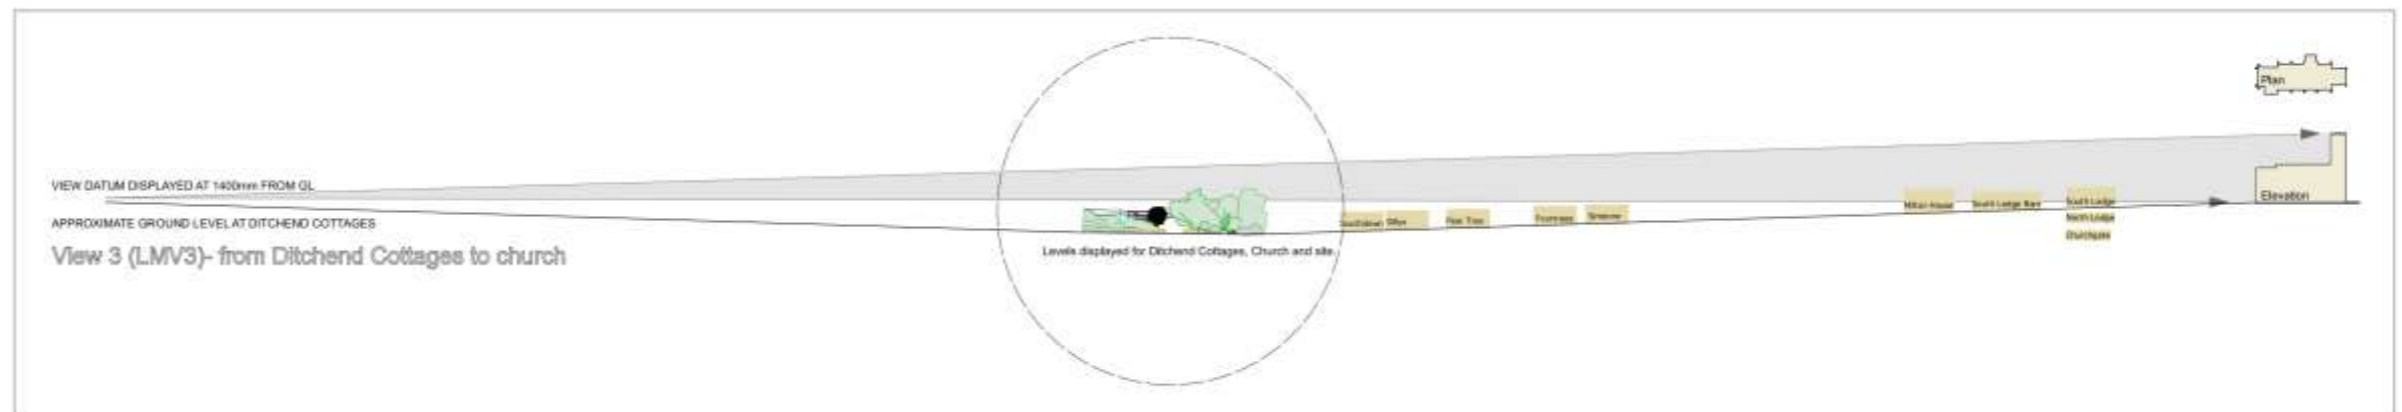 Plan
VIEW DATUM DISPLAYED AT 1400mm FROM GL
Elevation
South Lodge Barn
South Lodge
North Lodge
Churchgate
APPROXIMATE GROUND LEVEL AT DITCHEND COTTAGES
Levels displayed for Ditchend Cottages, Church and site.
View 3 (LMV3)- from Ditchend Cottages to church